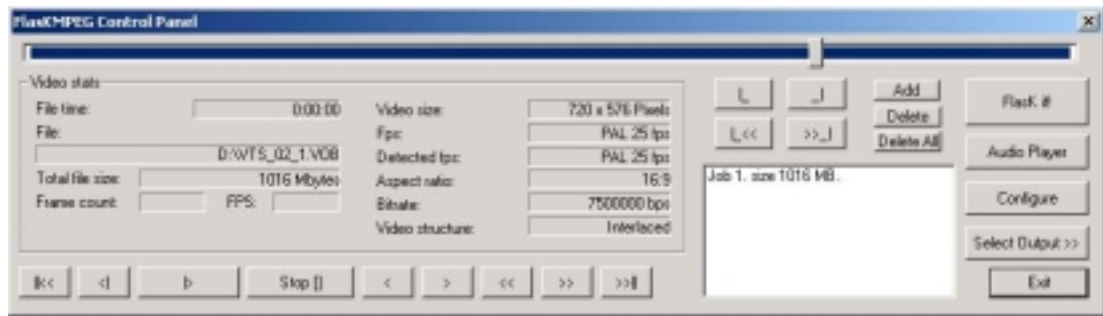 FlasKMPEG Control Panel
Video stats
File time: 0:00:00
File:
D:\VTS_02_1.VOB
Total file size: 1016 Mbytes
Frame count: FPS:
Video size: 720 x 576 Pixels
Fps: PAL 25 fps
Detected fps: PAL 25 fps
Aspect ratio: 16:9
Bitrate: 7500000 bps
Video structure: Interlaced
|_ _| Add
Delete
|_<< >>_| Delete All
Job 1. size 1016 MB.
FlasK it!
Audio Player
Configure
Select Output >>
Exit
||<< <| |> Stop [] < > << >> >>||